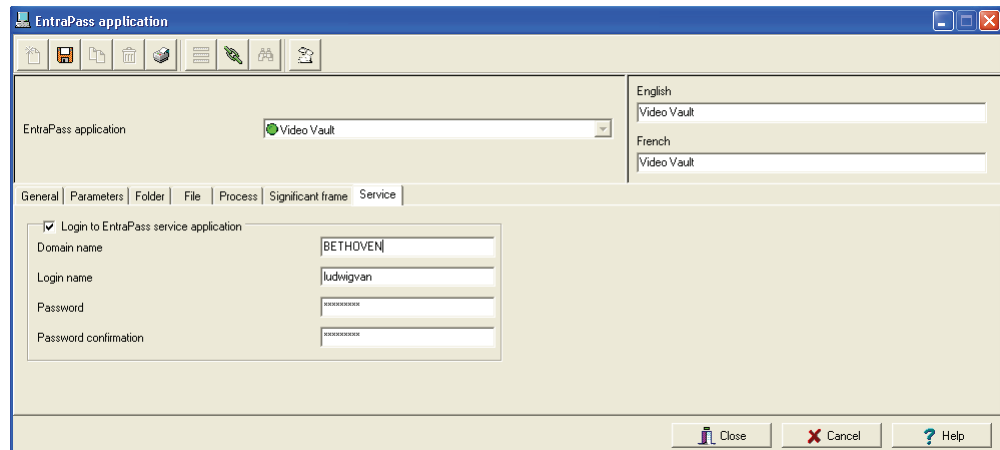 EntraPass application
English
Video Vault
EntraPass application
Video Vault
French
Video Vault
General Parameters Folder File Process Significant frame Service
Login to EntraPass service application
Domain name BETHOVEN
Login name ludwigvan
Password *********
Password confirmation *********
Close Cancel ? Help